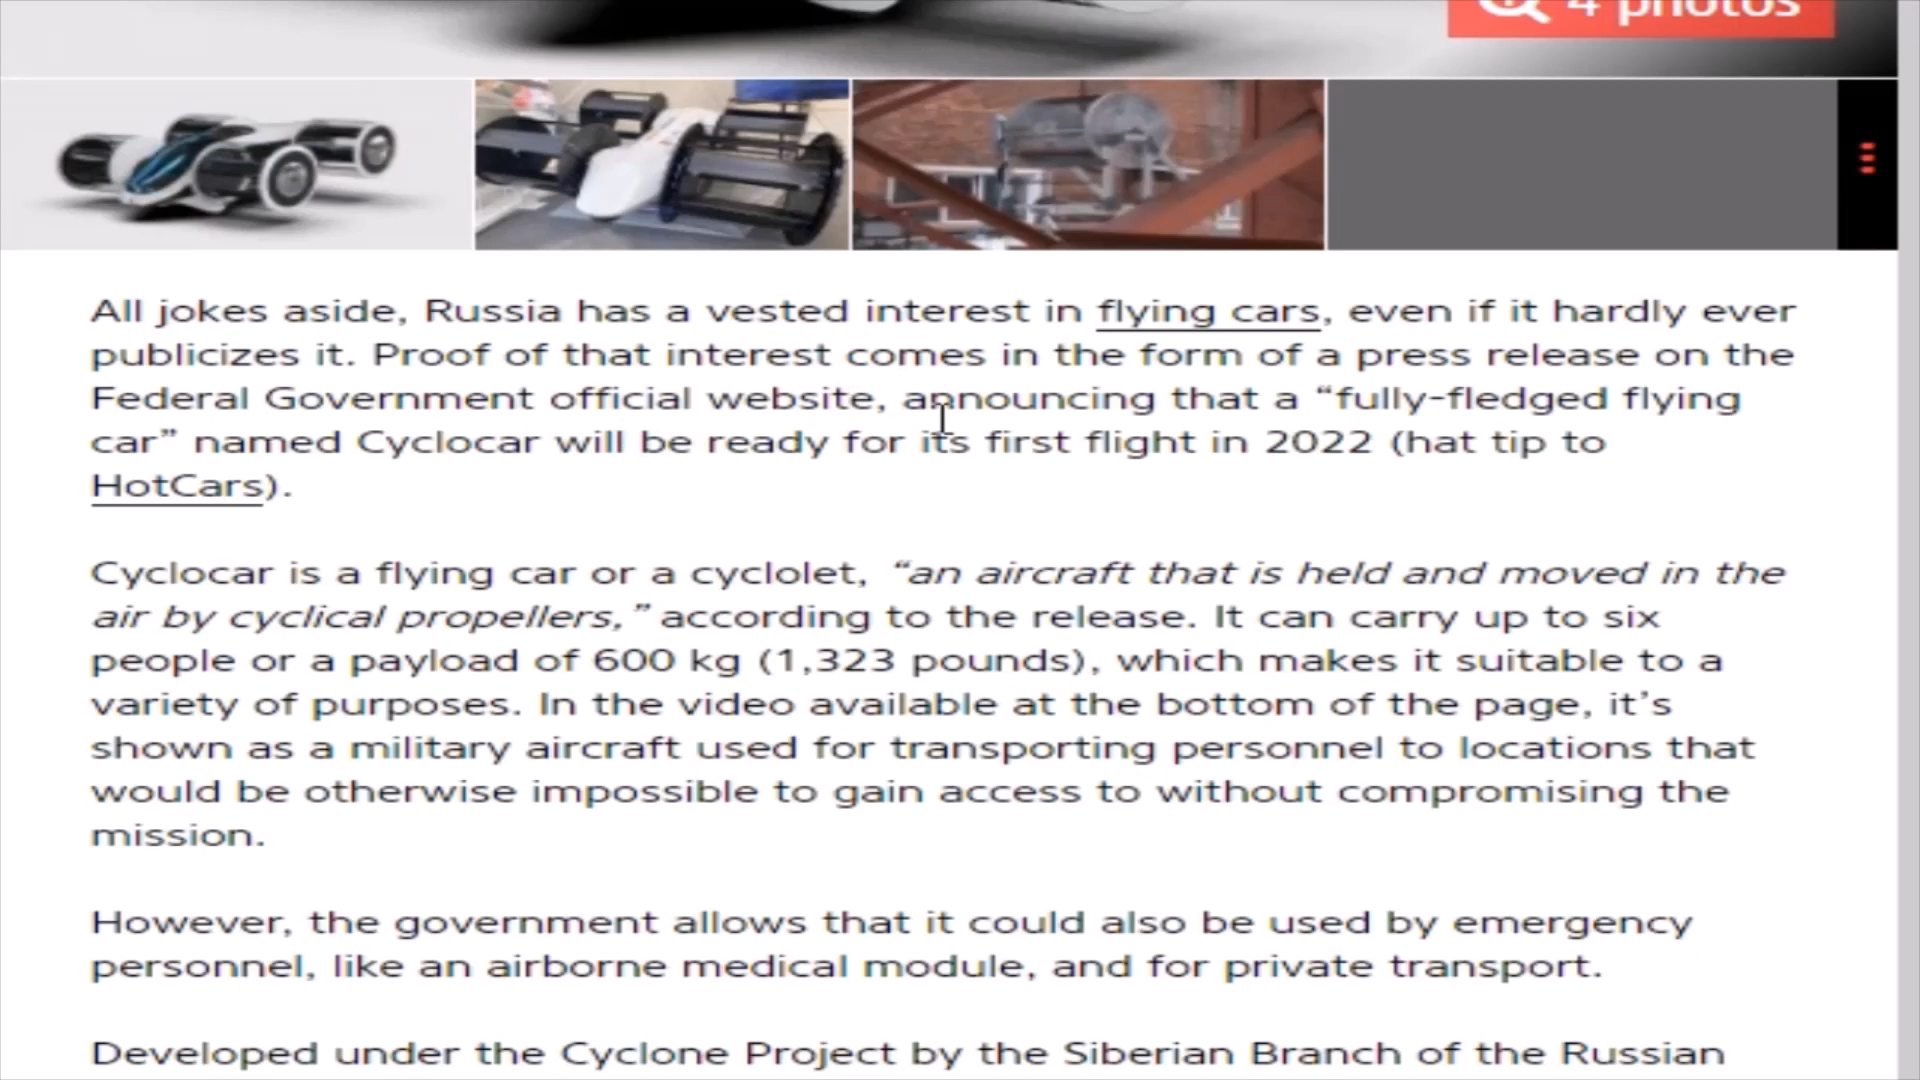 4 photos
All jokes aside, Russia has a vested interest in flying cars, even if it hardly ever
publicizes it. Proof of that interest comes in the form of a press release on the
Federal Government official website, announcing that a “fully-fledged flying
car” named Cyclocar will be ready for its first flight in 2022 (hat tip to
HotCars).
Cyclocar is a flying car or a cyclolet, “an aircraft that is held and moved in the
air by cyclical propellers,” according to the release. It can carry up to six
people or a payload of 600 kg (1,323 pounds), which makes it suitable to a
variety of purposes. In the video available at the bottom of the page, it’s
shown as a military aircraft used for transporting personnel to locations that
would be otherwise impossible to gain access to without compromising the
mission.
However, the government allows that it could also be used by emergency
personnel, like an airborne medical module, and for private transport.
Developed under the Cyclone Project by the Siberian Branch of the Russian